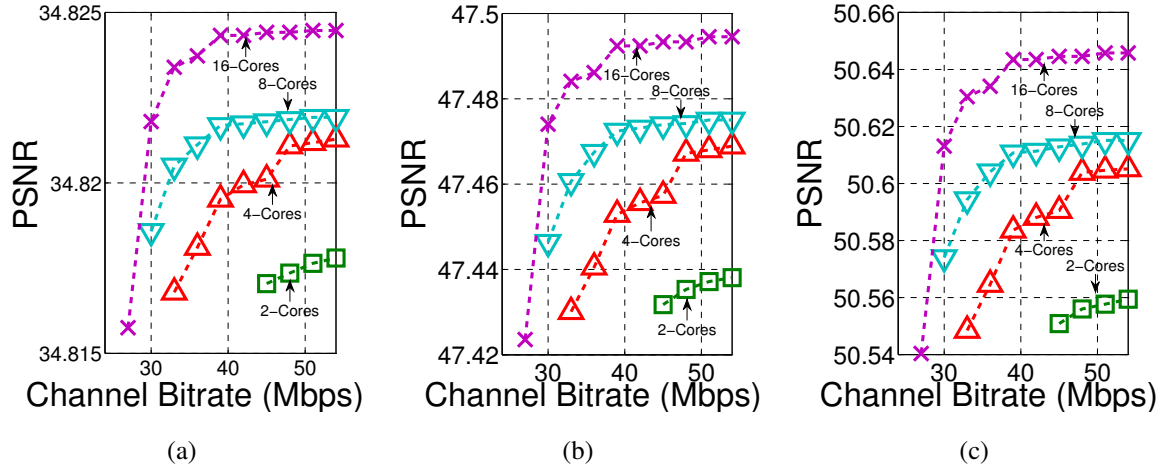 34.825
34.82
34.815
PSNR
16-Cores
8-Cores
4-Cores
2-Cores
30 40 50
Channel Bitrate (Mbps)
(a)
47.5
47.48
47.46
47.44
47.42
PSNR
16-Cores
8-Cores
4-Cores
2-Cores
30 40 50
Channel Bitrate (Mbps)
(b)
50.66
50.64
50.62
50.6
50.58
50.56
50.54
PSNR
16-Cores
8-Cores
4-Cores
2-Cores
30 40 50
Channel Bitrate (Mbps)
(c)